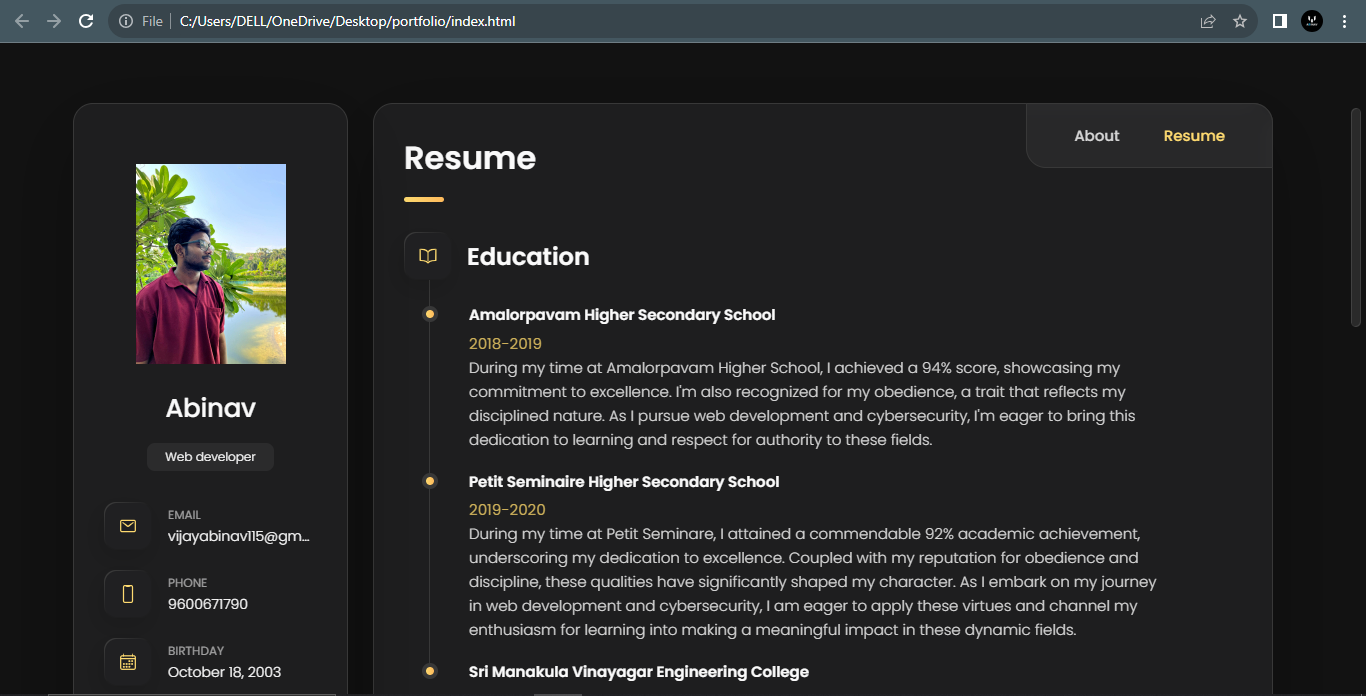 File
C:/Users/DELL/OneDrive/Desktop/portfolio/index.html
About
Resume
Resume
Education
Amalorpavam Higher Secondary School
2018-2019
During my time at Amalorpavam Higher School, I achieved a 94% score, showcasing my
commitment to excellence. I'm also recognized for my obedience, a trait that reflects my
disciplined nature. As I pursue web development and cybersecurity, I'm eager to bring this
dedication to learning and respect for authority to these fields.
Petit Seminaire Higher Secondary School
2019-2020
During my time at Petit Seminare, I attained a commendable 92% academic achievement,
underscoring my dedication to excellence. Coupled with my reputation for obedience and
discipline, these qualities have significantly shaped my character. As I embark on my journey
in web development and cybersecurity, I am eager to apply these virtues and channel my
enthusiasm for learning into making a meaningful impact in these dynamic fields.
Sri Manakula Vinayagar Engineering College
Abinav
Web developer
EMAIL
vijayabinav115@gm...
PHONE
9600671790
BIRTHDAY
October 18, 2003